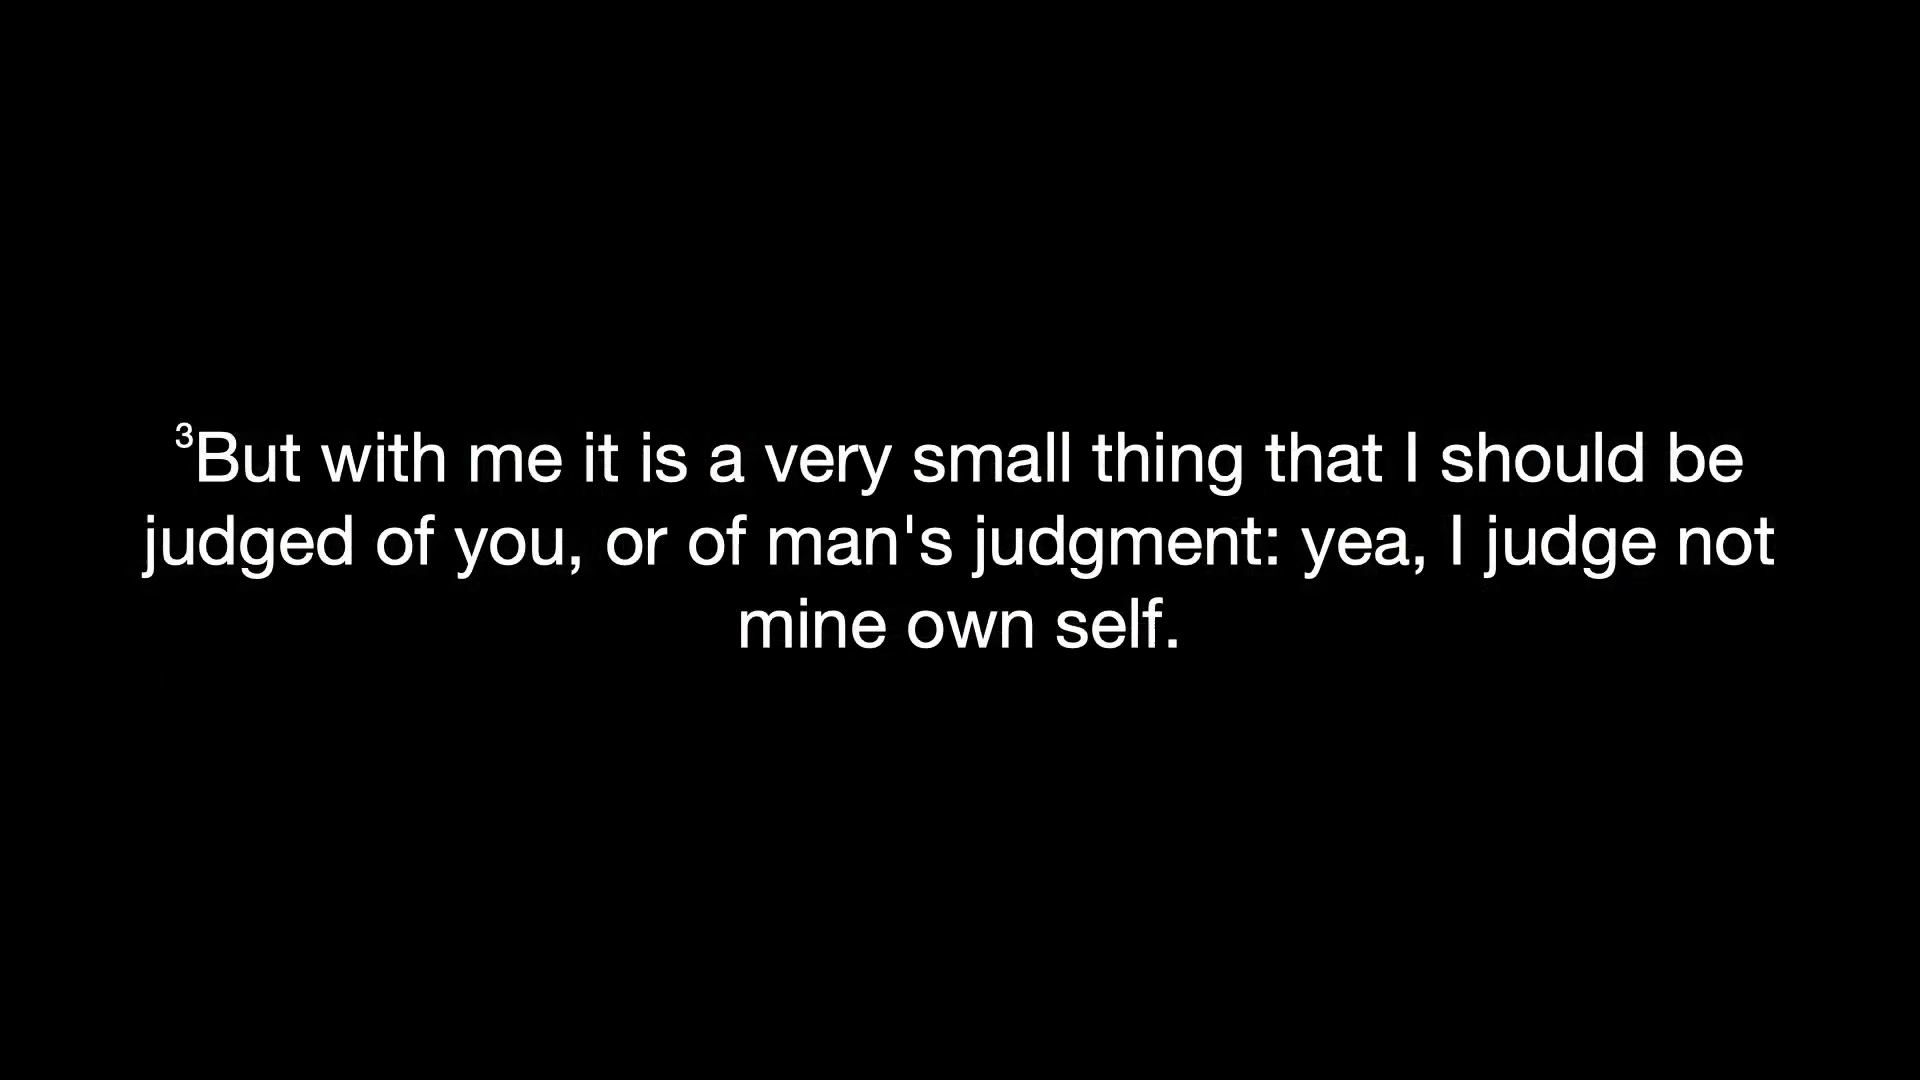 ³But with me it is a very small thing that I should be
judged of you, or of man's judgment: yea, I judge not
mine own self.